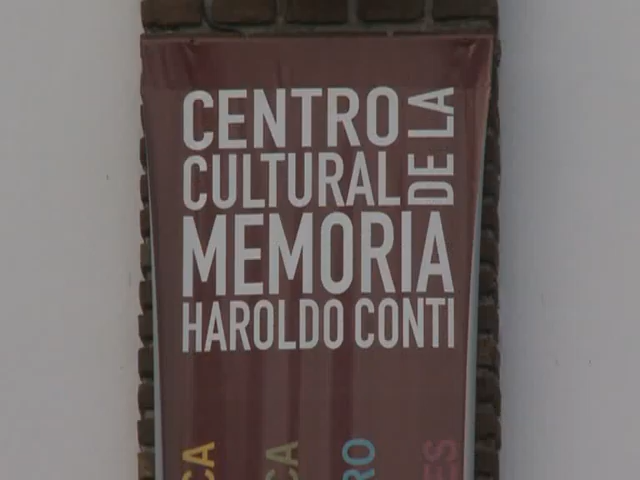 CENTRO
CULTURAL
DE LA
MEMORIA
HAROLDO CONTI